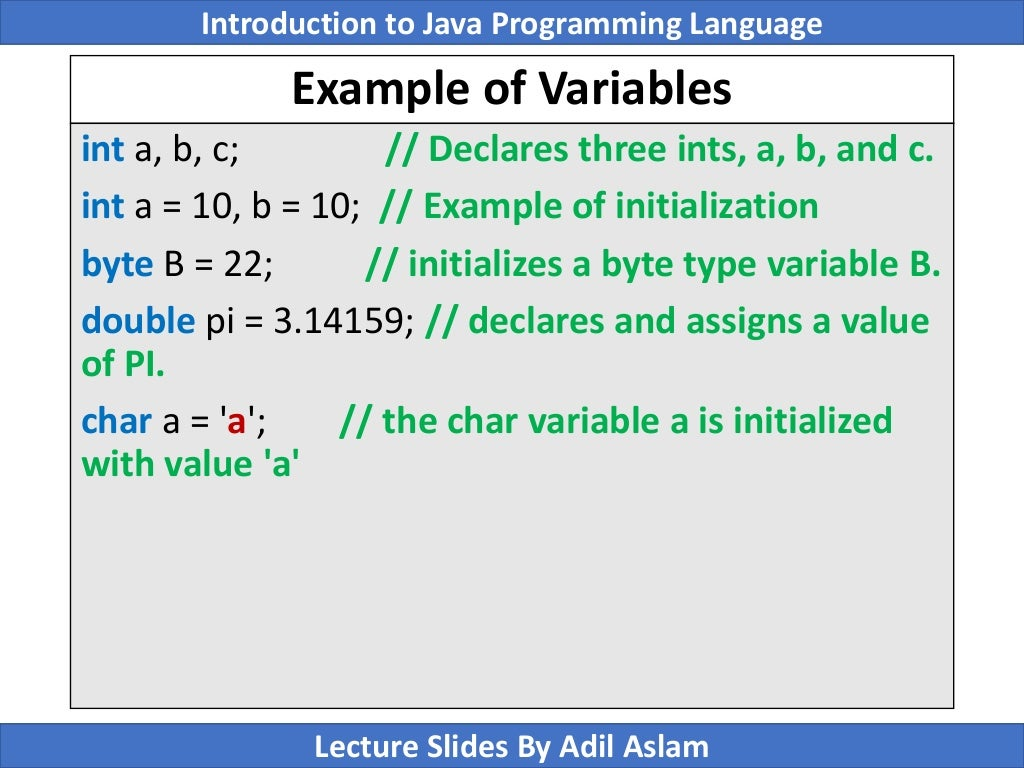 Introduction to Java Programming Language
Example of Variables
int a, b, c; // Declares three ints, a, b, and c.
int a = 10, b = 10; // Example of initialization
byte B = 22; // initializes a byte type variable B.
double pi = 3.14159; // declares and assigns a value
of PI.
char a = 'a'; // the char variable a is initialized
with value 'a'
Lecture Slides By Adil Aslam